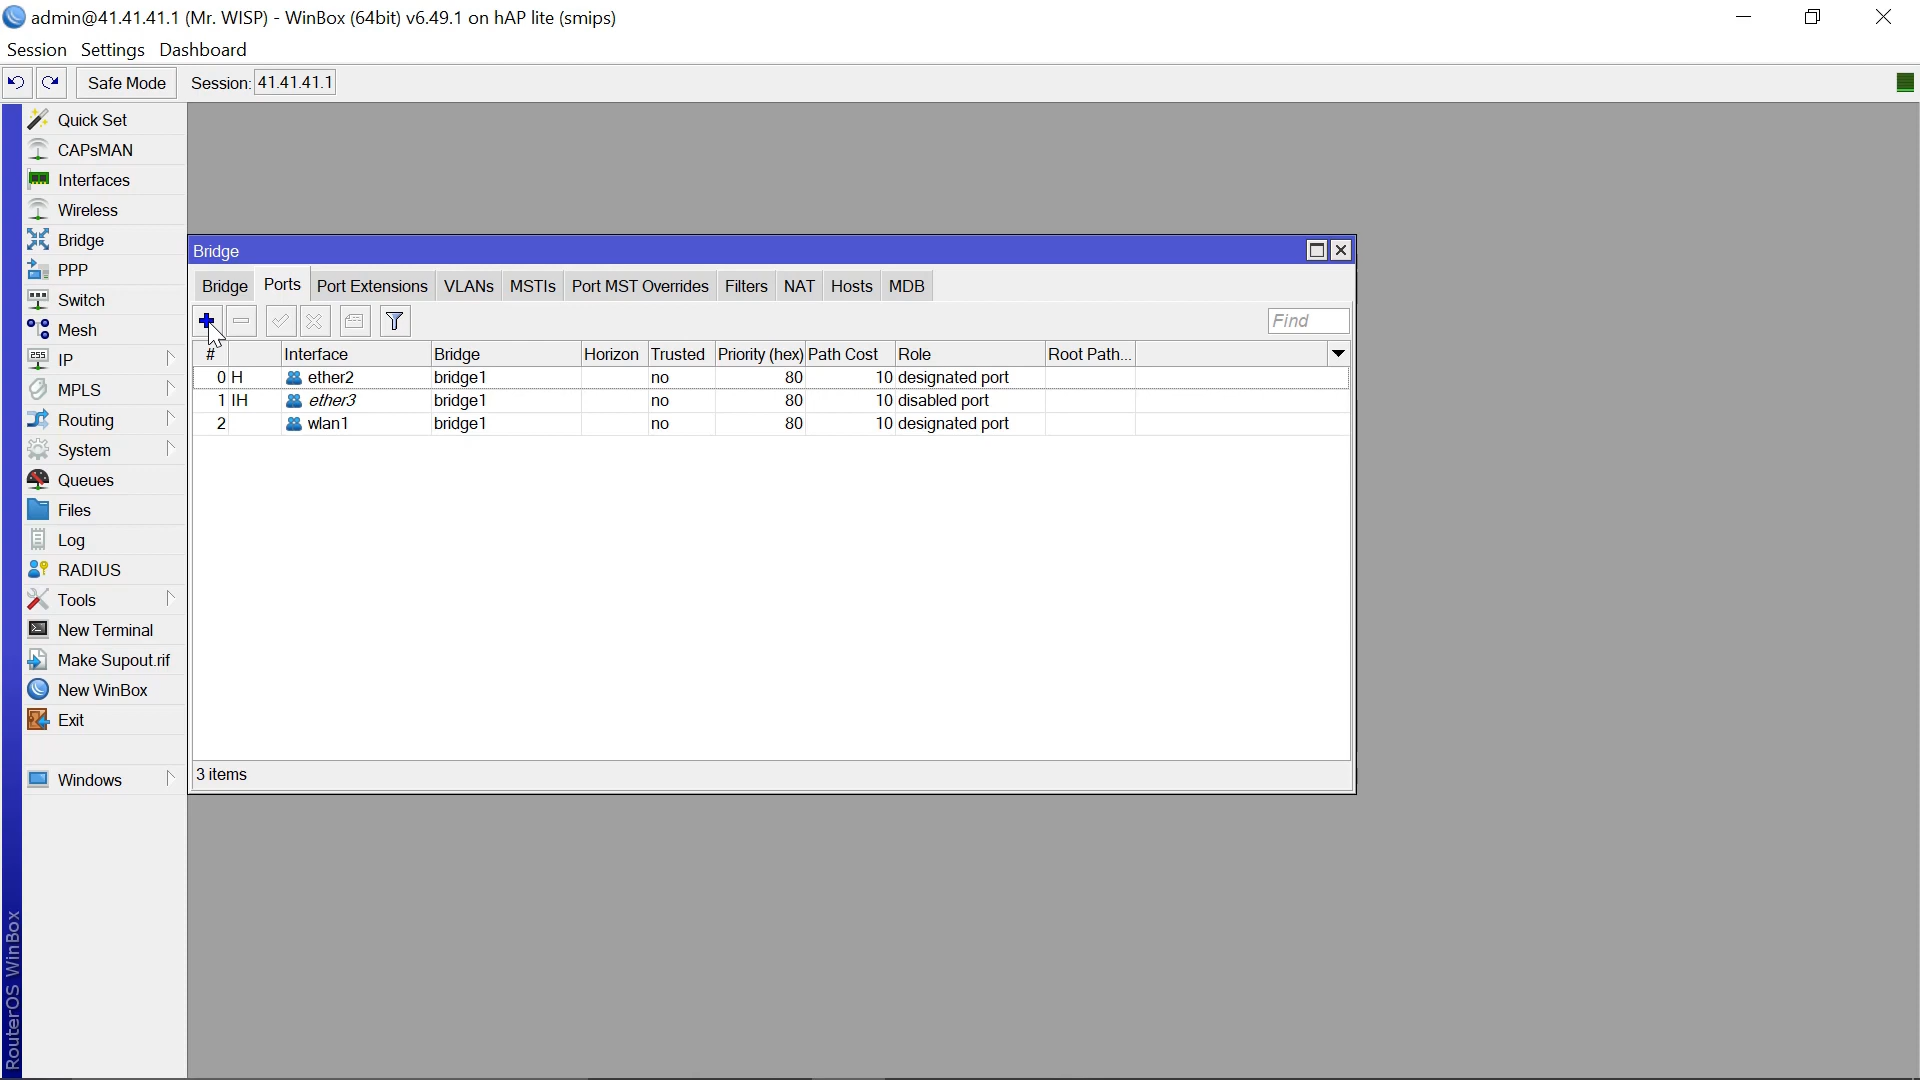 admin@41.41.41.1 (Mr. WISP) - WinBox (64bit) v6.49.1 on hAP lite (smips)
Session Settings Dashboard
Safe Mode Session: 41.41.41.1
Quick Set
CAPsMAN
Interfaces
Wireless
Bridge
PPP
Switch
Mesh
IP
MPLS
Routing
System
Queues
Files
Log
RADIUS
Tools
New Terminal
Make Supout.rif
New WinBox
Exit
Windows
RouterOS WinBox
Bridge
Bridge Ports Port Extensions VLANs MSTIs Port MST Overrides Filters NAT Hosts MDB
Find
# Interface Bridge Horizon Trusted Priority (hex) Path Cost Role Root Path...
0 H ether2 bridge1 no 80 10 designated port
1 IH ether3 bridge1 no 80 10 disabled port
2 wlan1 bridge1 no 80 10 designated port
3 items